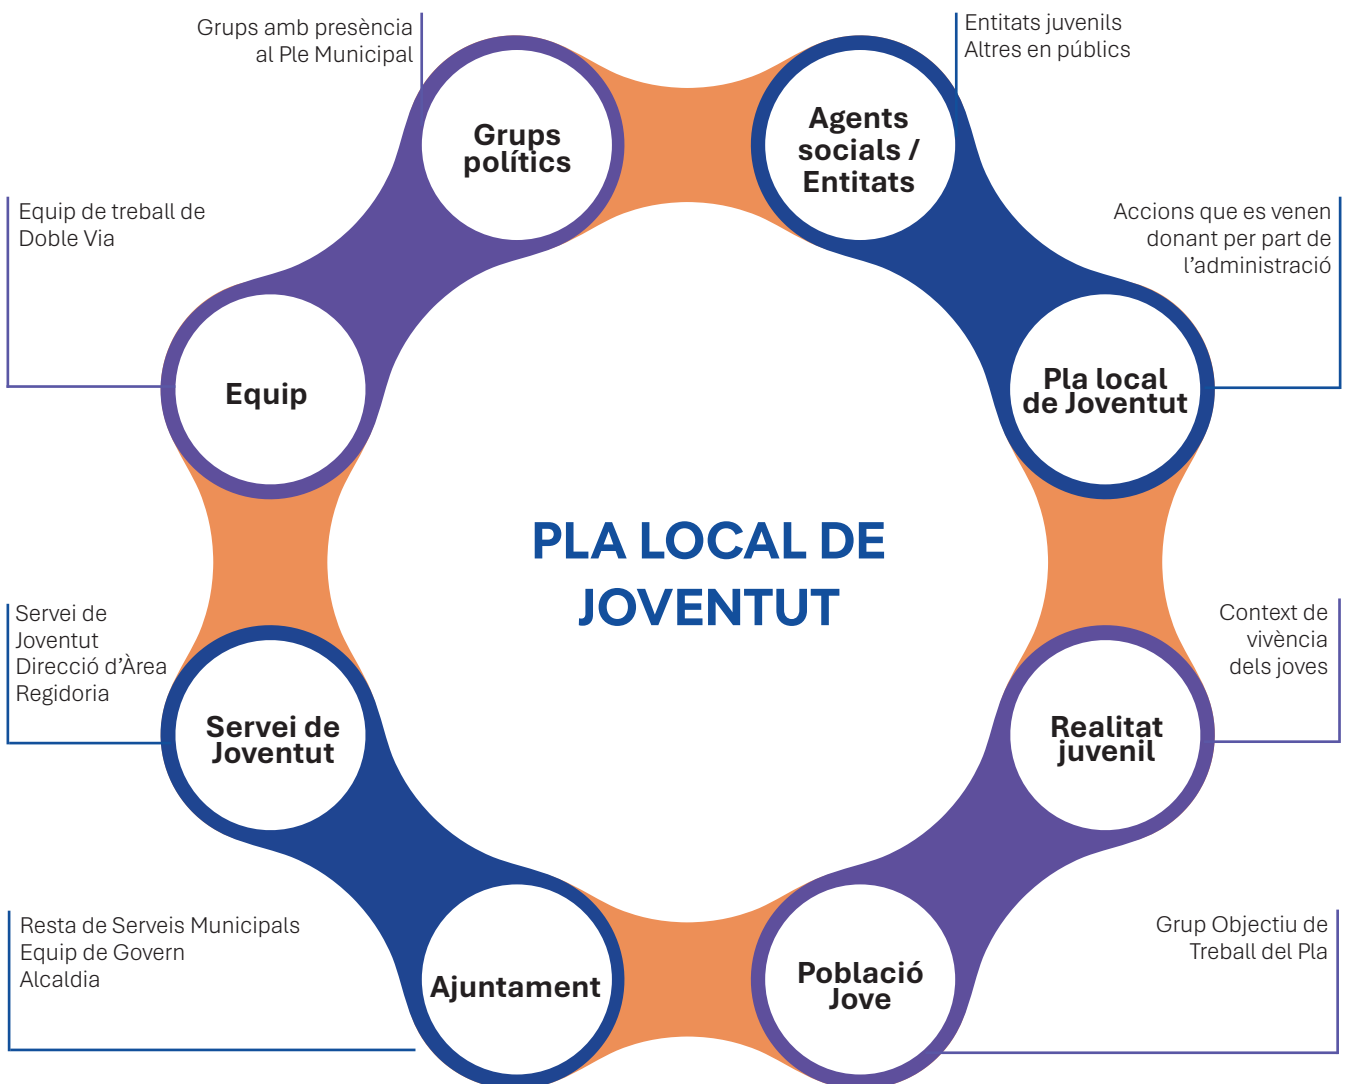 Grups amb presència
al Ple Municipal
Entitats juvenils
Altres en públics
Grups
polítics
Agents
socials /
Entitats
Equip de treball de
Doble Via
Accions que es venen
donant per part de
l’administració
Equip
Pla local
de Joventut
PLA LOCAL DE
JOVENTUT
Servei de
Joventut
Direcció d’Àrea
Regidoria
Context de
vivència
dels joves
Servei de
Joventut
Realitat
juvenil
Resta de Serveis Municipals
Equip de Govern
Alcaldia
Grup Objectiu de
Treball del Pla
Ajuntament
Població
Jove